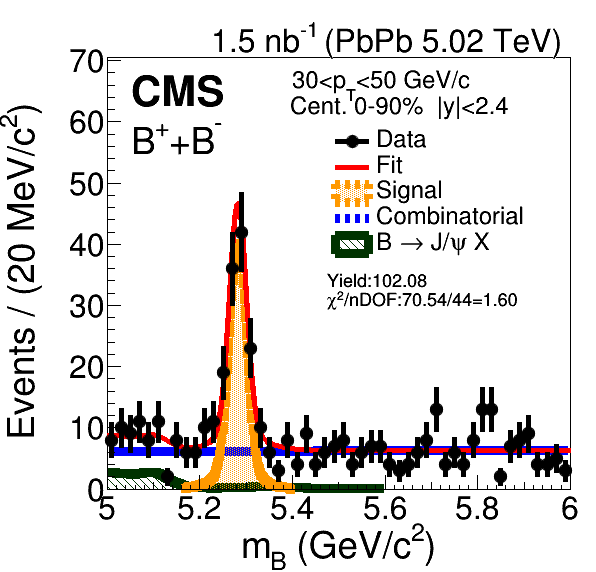 1.5 nb⁻¹ (PbPb 5.02 TeV)
CMS
B⁺+B⁻
30<p_T<50 GeV/c
Cent. 0-90% |y|<2.4
Data
Fit
Signal
Combinatorial
B → J/ψ X
Yield:102.08
χ²/nDOF:70.54/44=1.60
Events / (20 MeV/c²)
70
60
50
40
30
20
10
0
5 5.2 5.4 5.6 5.8 6
m_B (GeV/c²)